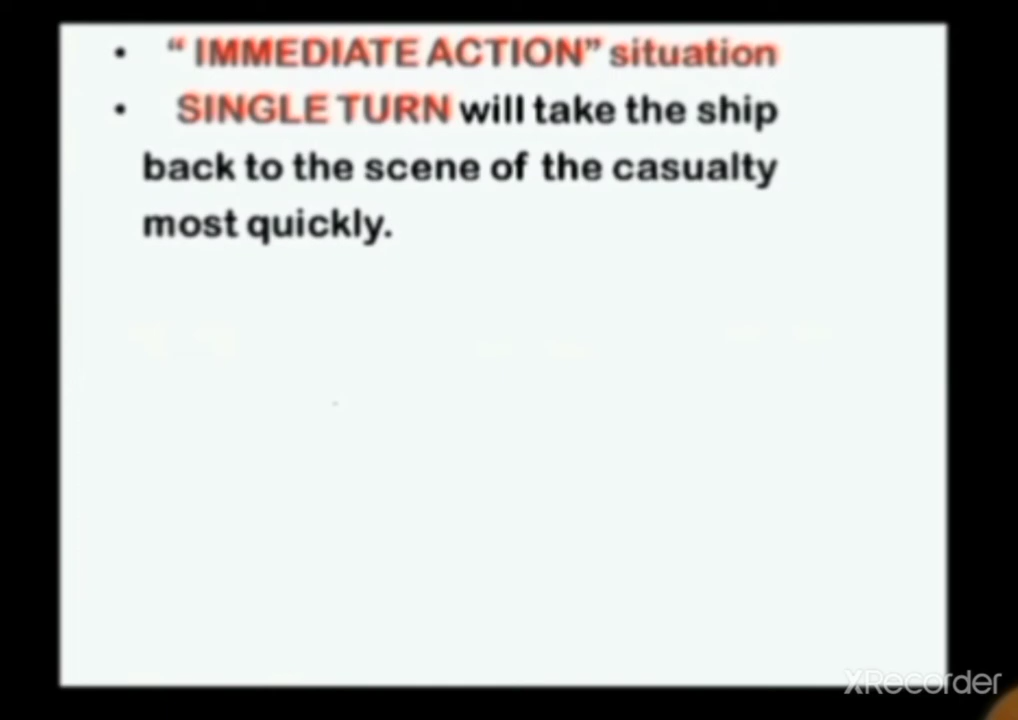 • “ IMMEDIATE ACTION” situation
• SINGLE TURN will take the ship
back to the scene of the casualty
most quickly.
XRecorder